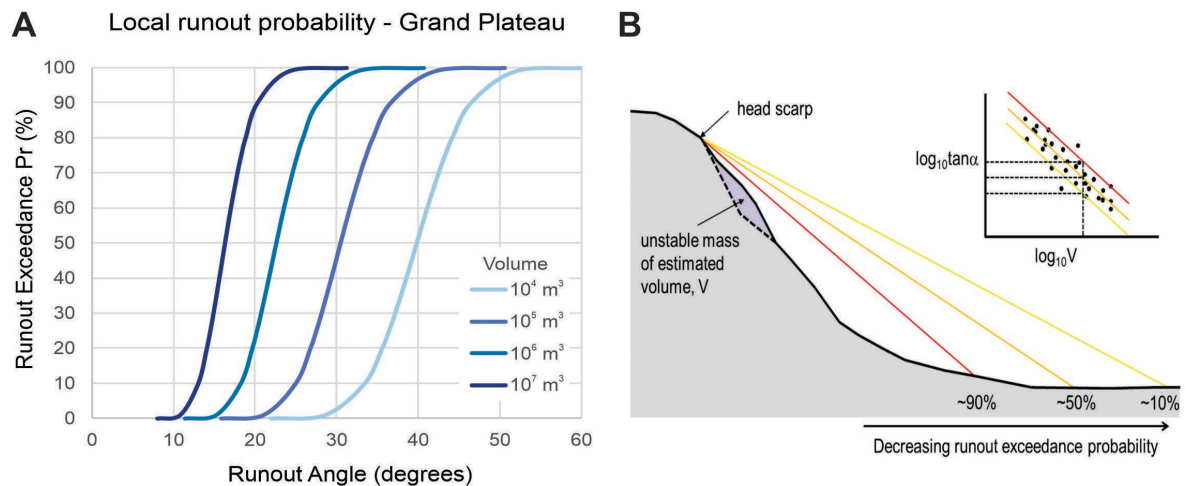 A
Local runout probability - Grand Plateau
Runout Exceedance Pr (%)
100
90
80
70
60
50
40
30
20
10
0
0 10 20 30 40 50 60
Runout Angle (degrees)
Volume
10⁴ m³
10⁵ m³
10⁶ m³
10⁷ m³
B
head scarp
unstable mass
of estimated
volume, V
log₁₀tanα
log₁₀V
~90% ~50% ~10%
Decreasing runout exceedance probability